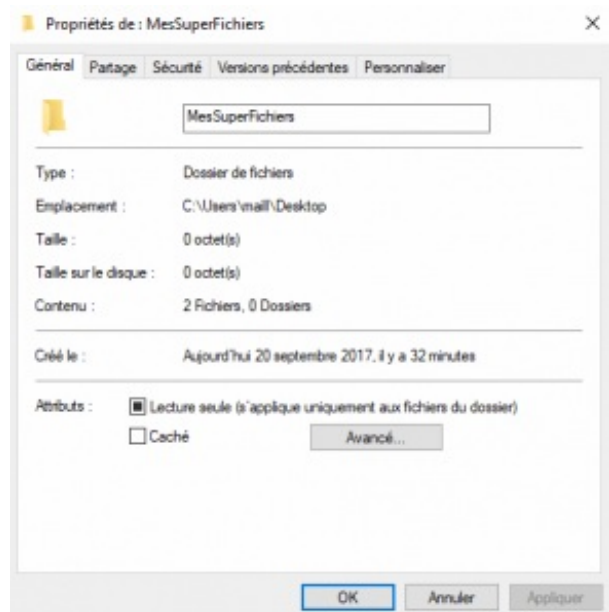 Propriétés de : MesSuperFichiers
Général Partage Sécurité Versions précédentes Personnaliser
MesSuperFichiers
Type : Dossier de fichiers
Emplacement : C:\Users\maill\Desktop
Taille : 0 octet(s)
Taille sur le disque : 0 octet(s)
Contenu : 2 Fichiers, 0 Dossiers
Créé le : Aujourd'hui 20 septembre 2017, il y a 32 minutes
Attributs : Lecture seule (s'applique uniquement aux fichiers du dossier)
Caché Avancé...
OK Annuler Appliquer